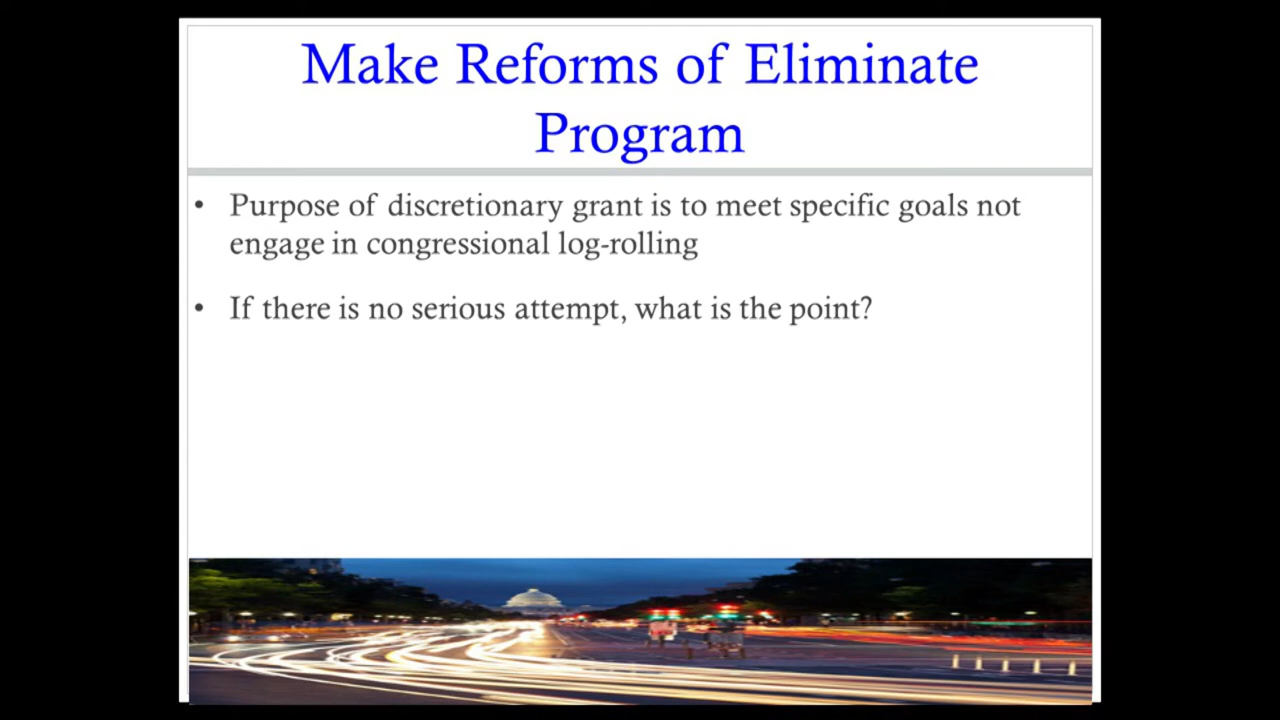 Make Reforms of Eliminate
Program
• Purpose of discretionary grant is to meet specific goals not
engage in congressional log-rolling
• If there is no serious attempt, what is the point?